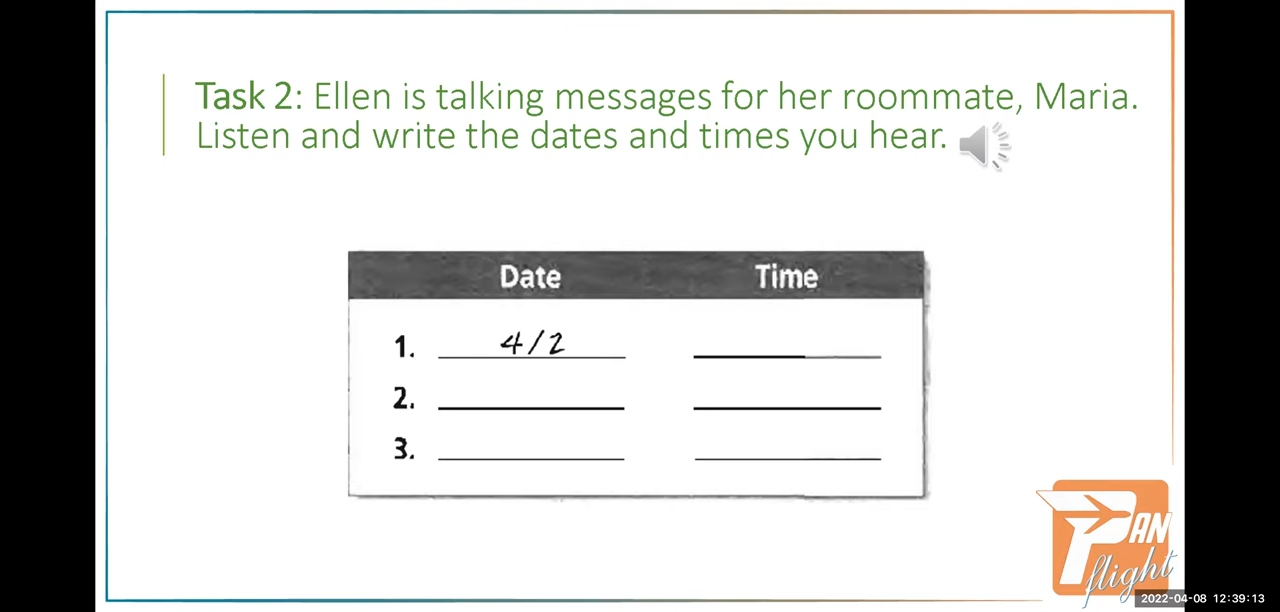 Task 2: Ellen is talking messages for her roommate, Maria.
Listen and write the dates and times you hear.
Date Time
1. 4/2
2.
3.
PAN
flight
2022-04-08 12:39:13